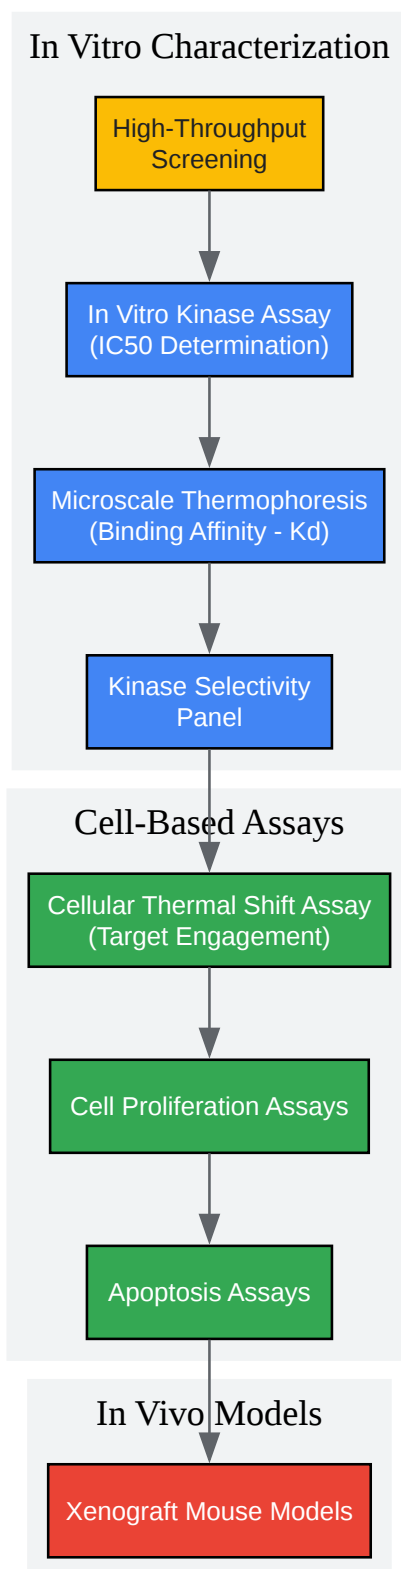 In Vitro Characterization
High-Throughput
Screening
In Vitro Kinase Assay
(IC50 Determination)
Microscale Thermophoresis
(Binding Affinity - Kd)
Kinase Selectivity
Panel
Cell-Based Assays
Cellular Thermal Shift Assay
(Target Engagement)
Cell Proliferation Assays
Apoptosis Assays
In Vivo Models
Xenograft Mouse Models